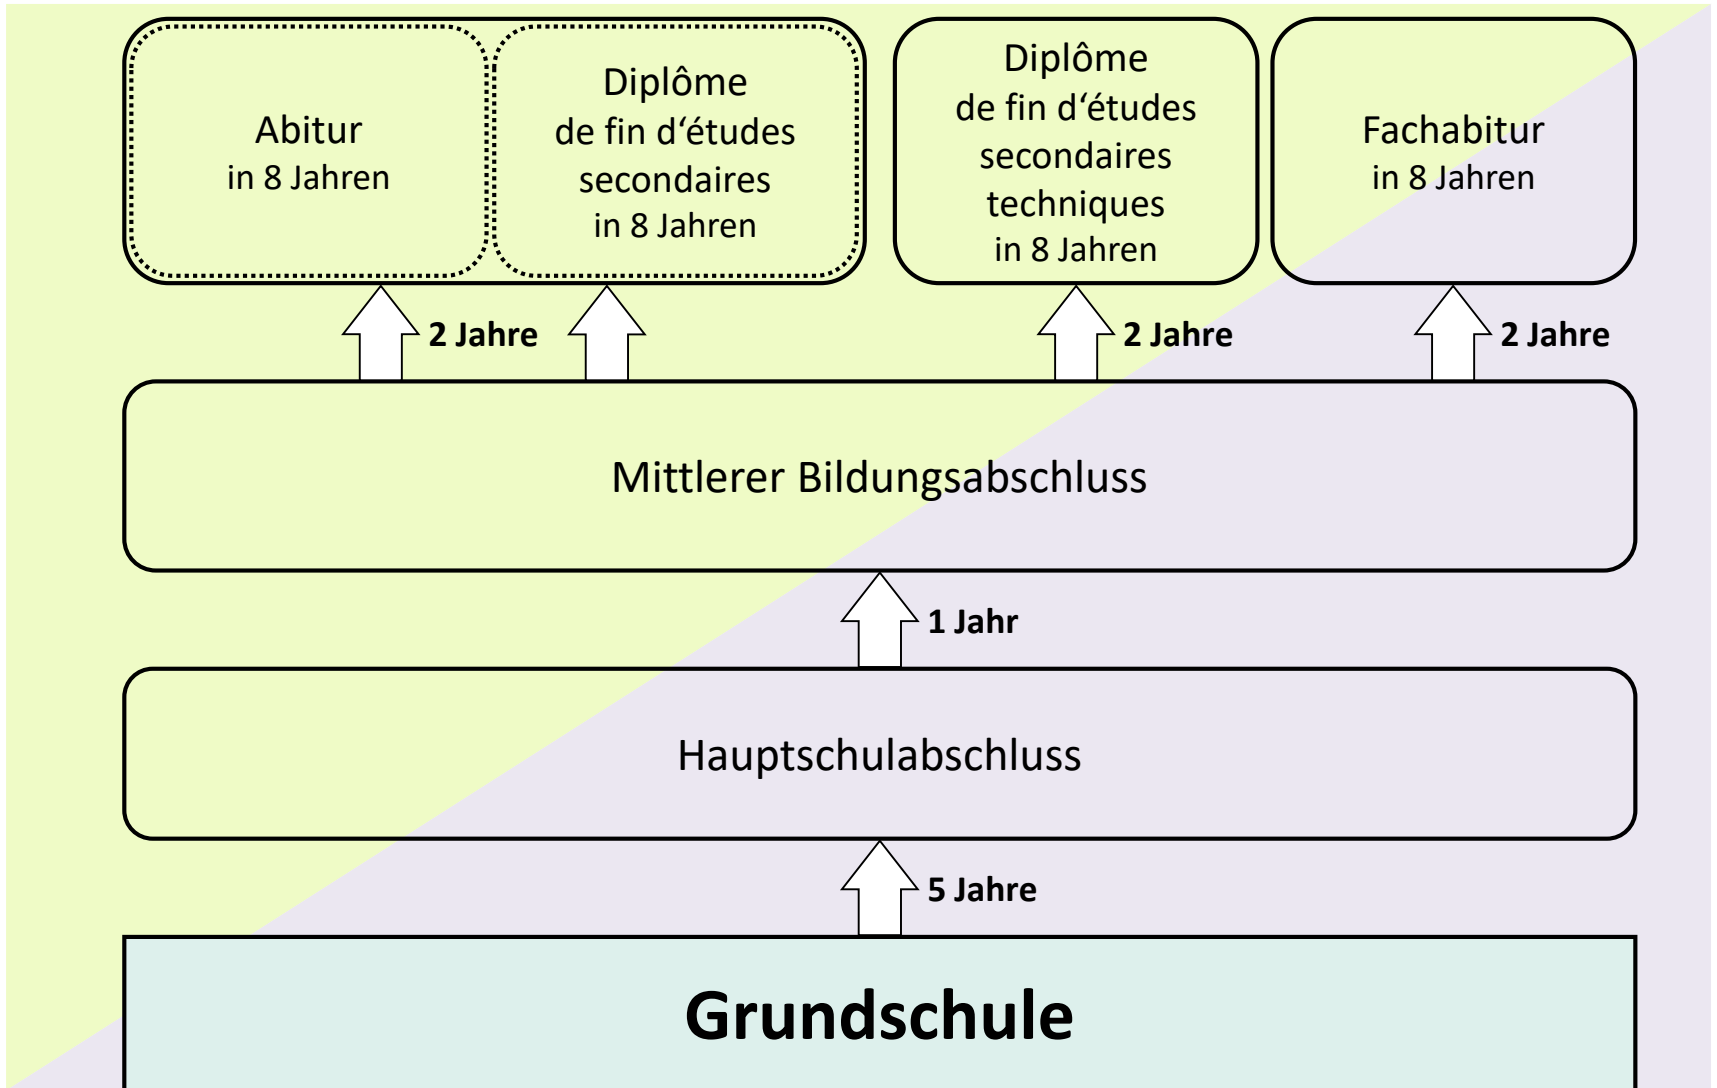 Abitur
in 8 Jahren
Diplôme
de fin d‘études
secondaires
in 8 Jahren
Diplôme
de fin d‘études
secondaires
techniques
in 8 Jahren
Fachabitur
in 8 Jahren
2 Jahre
2 Jahre
2 Jahre
Mittlerer Bildungsabschluss
1 Jahr
Hauptschulabschluss
5 Jahre
Grundschule